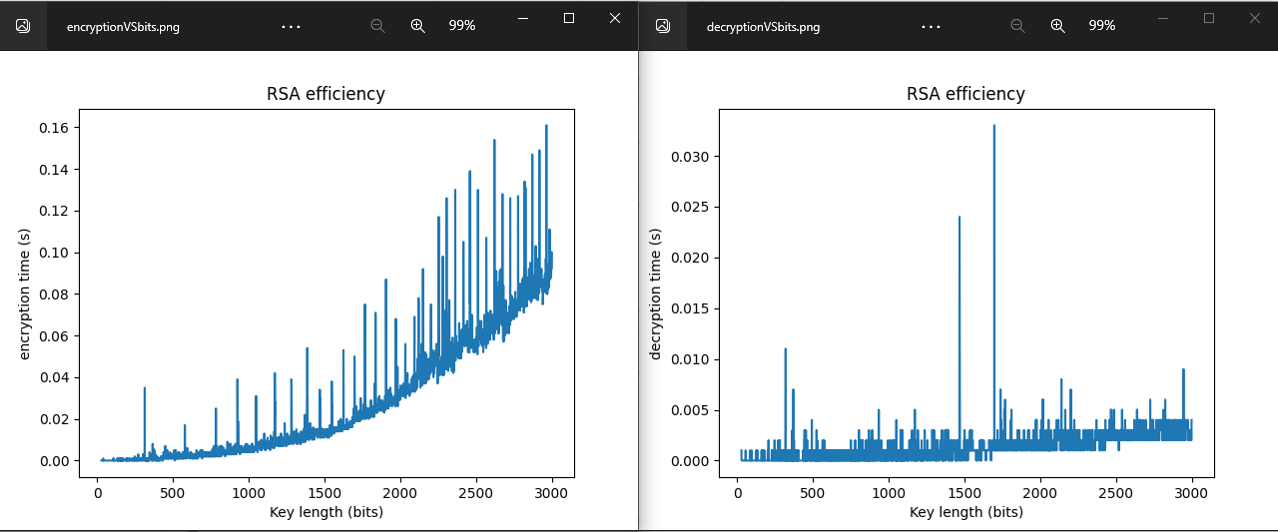 encryptionVSbits.png
...
99%
RSA efficiency
0.16
0.14
0.12
0.10
0.08
0.06
0.04
0.02
0.00
encryption time (s)
0 500 1000 1500 2000 2500 3000
Key length (bits)
decryptionVSbits.png
...
99%
RSA efficiency
0.030
0.025
0.020
0.015
0.010
0.005
0.000
decryption time (s)
0 500 1000 1500 2000 2500 3000
Key length (bits)